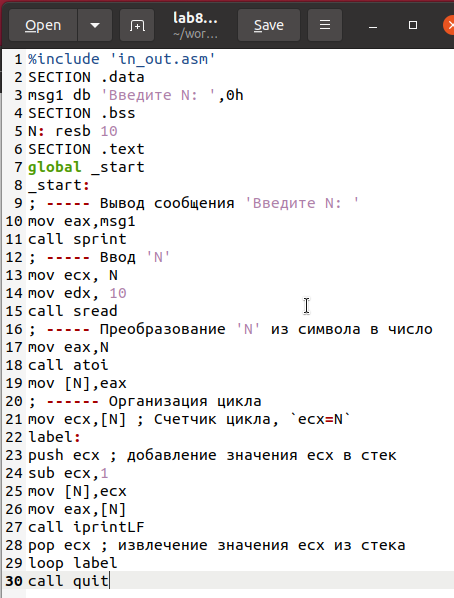 Open
lab8...
~/wor...
Save
1 %include 'in_out.asm'
2 SECTION .data
3 msg1 db 'Введите N: ',0h
4 SECTION .bss
5 N: resb 10
6 SECTION .text
7 global _start
8 _start:
9 ; ----- Вывод сообщения 'Введите N: '
10 mov eax,msg1
11 call sprint
12 ; ----- Ввод 'N'
13 mov ecx, N
14 mov edx, 10
15 call sread
16 ; ----- Преобразование 'N' из символа в число
17 mov eax,N
18 call atoi
19 mov [N],eax
20 ; ------ Организация цикла
21 mov ecx,[N] ; Счетчик цикла, `ecx=N`
22 label:
23 push ecx ; добавление значения ecx в стек
24 sub ecx,1
25 mov [N],ecx
26 mov eax,[N]
27 call iprintLF
28 pop ecx ; извлечение значения ecx из стека
29 loop label
30 call quit